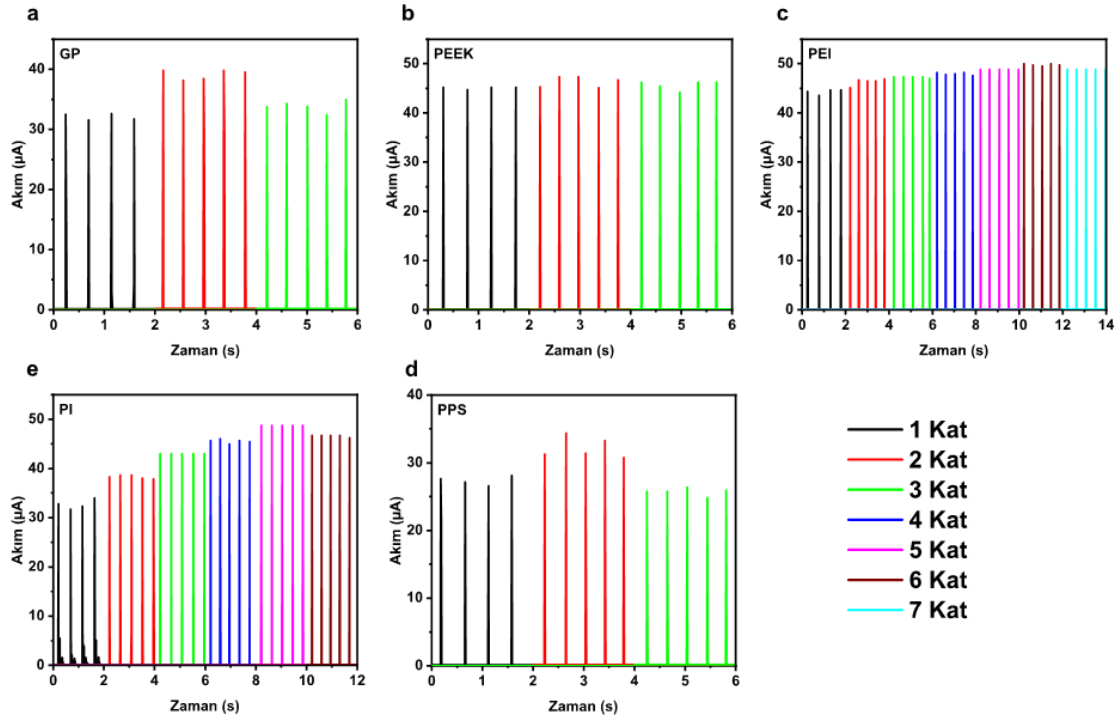 a
GP
Akım (µA)
40
30
20
10
0
0 1 2 3 4 5 6
Zaman (s)
b
PEEK
Akım (µA)
50
40
30
20
10
0
0 1 2 3 4 5 6
Zaman (s)
c
PEI
Akım (µA)
50
40
30
20
10
0
0 2 4 6 8 10 12 14
Zaman (s)
e
PI
Akım (µA)
50
40
30
20
10
0
0 2 4 6 8 10 12
Zaman (s)
d
PPS
Akım (µA)
40
30
20
10
0
0 1 2 3 4 5 6
Zaman (s)
1 Kat
2 Kat
3 Kat
4 Kat
5 Kat
6 Kat
7 Kat